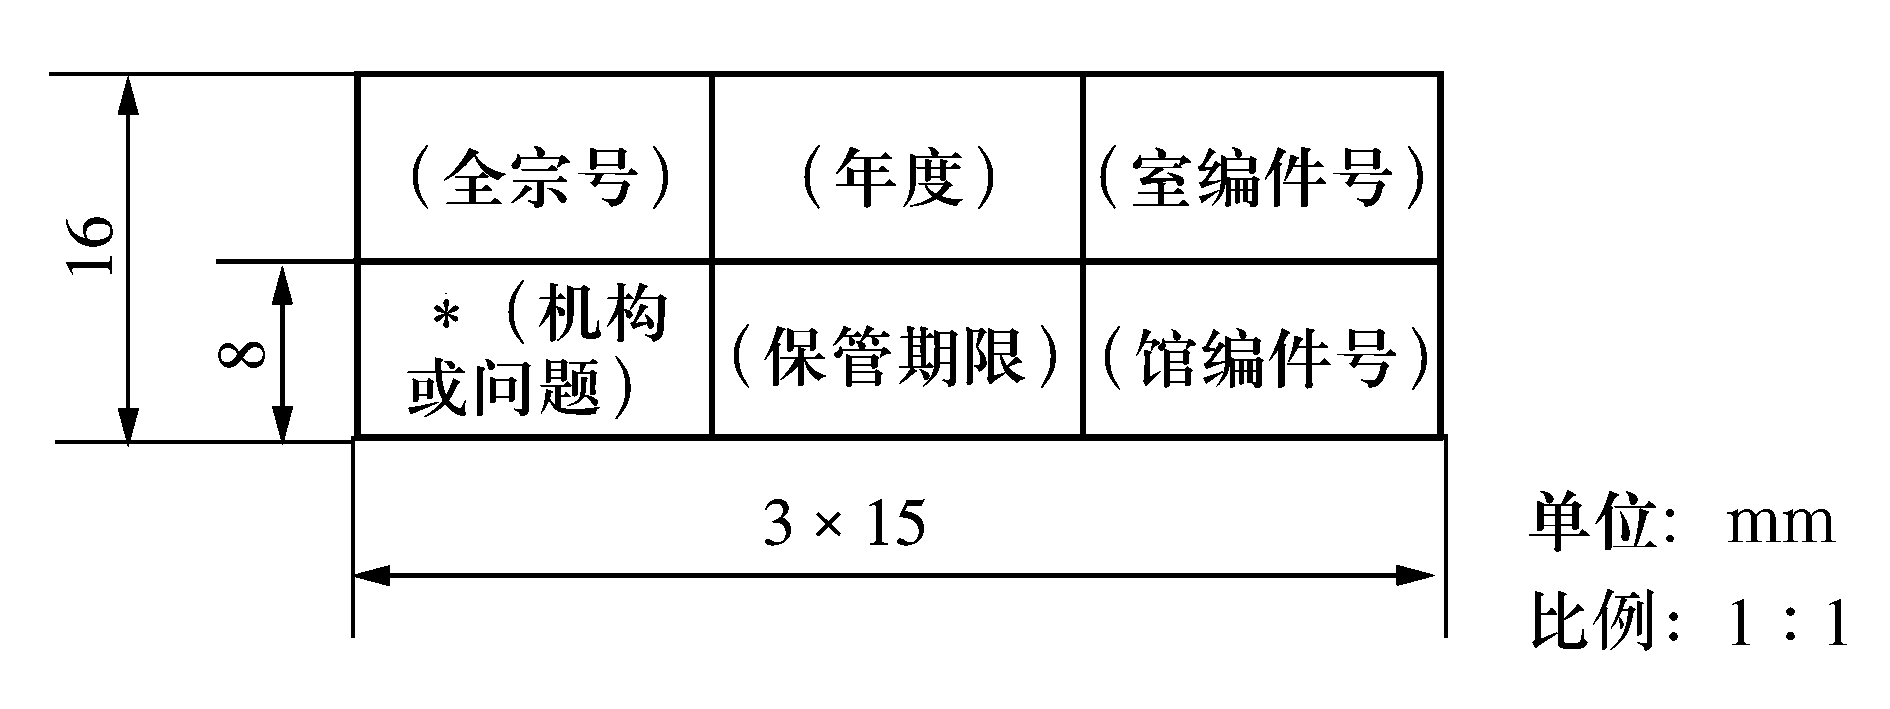 (全宗号)
(年度)
(室编件号)
*(机构
或问题)
(保管期限)
(馆编件号)
16
8
3×15
单位: mm
比例: 1:1